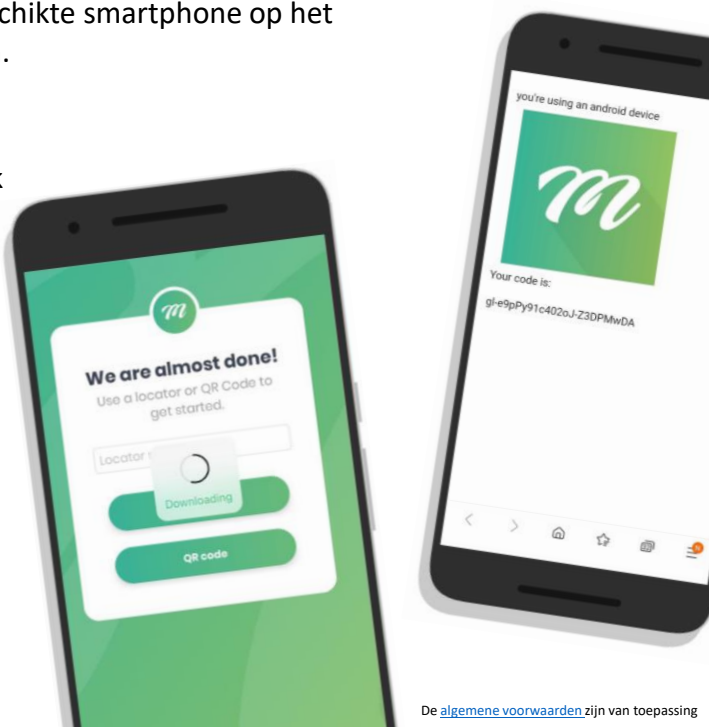 chikte smartphone op het
.
k
We are almost done!
Use a locator or QR Code to
get started.
Locator
Downloading
QR code
you're using an android device
m
Your code is:
gl-e9pPy91c402oJ-Z3DPMwDA
De algemene voorwaarden zijn van toepassing